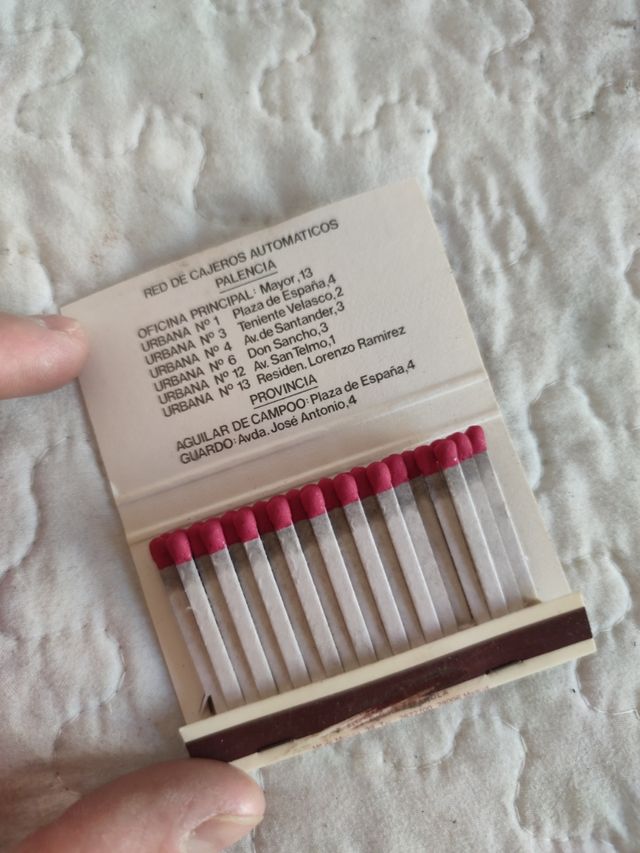 RED DE CAJEROS AUTOMATICOS
PALENCIA
OFICINA PRINCIPAL: Mayor,13
URBANA Nº 1 Plaza de España,4
URBANA Nº 3 Teniente Velasco,2
URBANA Nº 4 Av.de Santander,3
URBANA Nº 6 Don Sancho,3
URBANA Nº 12 Av. San Telmo,1
URBANA Nº 13 Residen. Lorenzo Ramirez
PROVINCIA
AGUILAR DE CAMPOO: Plaza de España,4
GUARDO: Avda. José Antonio,4